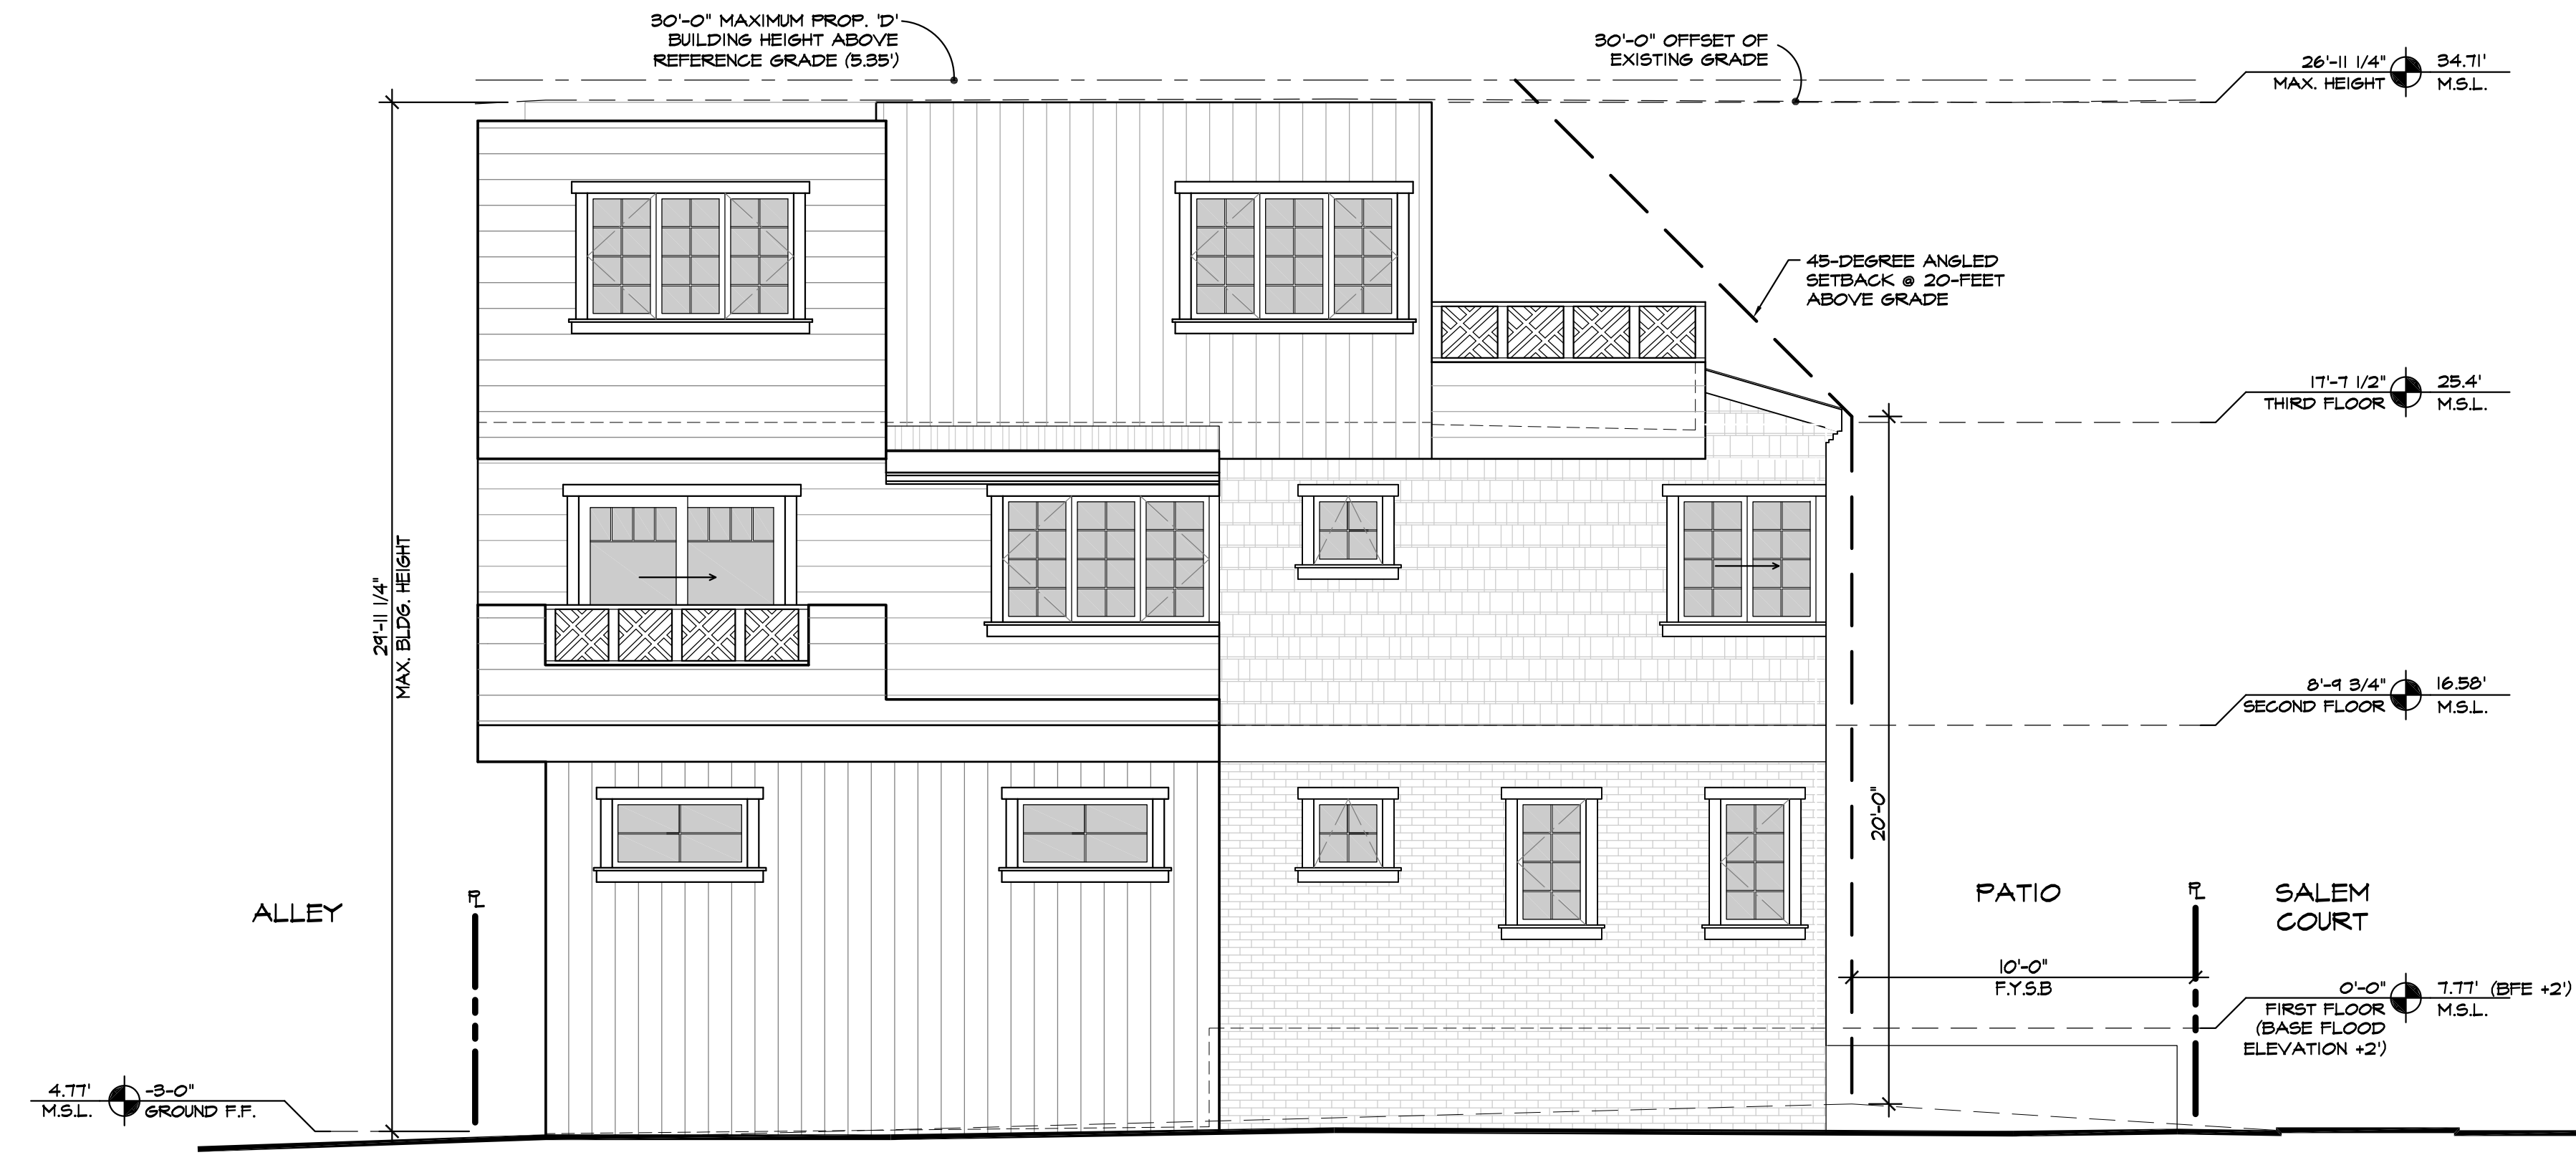 30'-0" MAXIMUM PROP. 'D'
BUILDING HEIGHT ABOVE
REFERENCE GRADE (5.35')
30'-0" OFFSET OF
EXISTING GRADE
26'-11 1/4"
MAX. HEIGHT
34.71'
M.S.L.
45-DEGREE ANGLED
SETBACK @ 20-FEET
ABOVE GRADE
17'-7 1/2"
THIRD FLOOR
25.4'
M.S.L.
29'-11 1/4"
MAX. BLDG. HEIGHT
8'-9 3/4"
SECOND FLOOR
16.58'
M.S.L.
20'-0"
ALLEY
PL
PATIO
PL
SALEM
COURT
10'-0"
F.Y.S.B
0'-0"
FIRST FLOOR
(BASE FLOOD
ELEVATION +2')
7.77' (BFE +2')
M.S.L.
4.77'
M.S.L.
-3-0"
GROUND F.F.